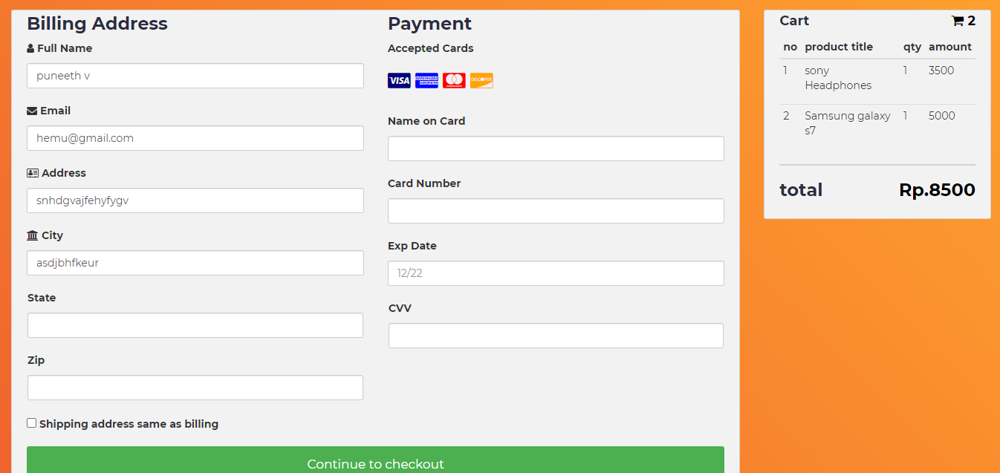 Billing Address
Full Name
puneeth v
Email
hemu@gmail.com
Address
snhdgvajfehyfygv
City
asdjbhfkeur
State
Zip
Shipping address same as billing
Payment
Accepted Cards
VISA AMERICAN EXPRESS DISCOVER
Name on Card
Card Number
Exp Date
12/22
CVV
Continue to checkout
Cart 2
no product title qty amount
1 sony 1 3500
Headphones
2 Samsung galaxy 1 5000
s7
total Rp.8500